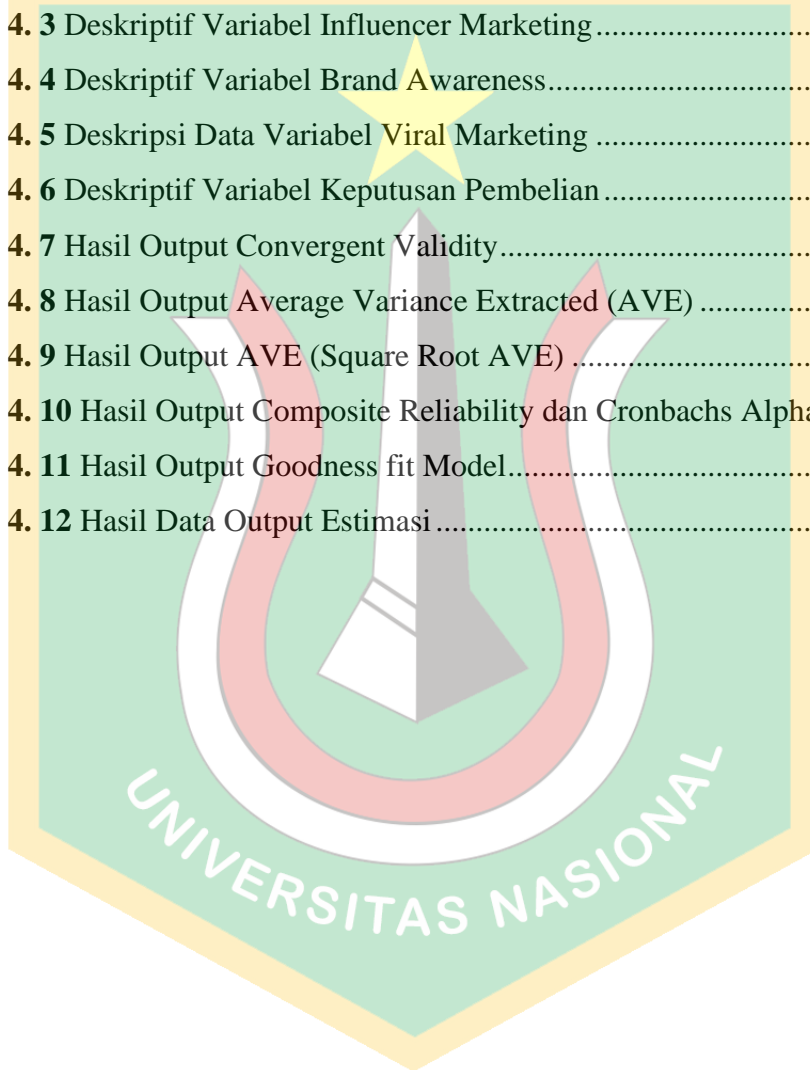 4. 3 Deskriptif Variabel Influencer Marketing........................
4. 4 Deskriptif Variabel Brand Awareness..............................
4. 5 Deskripsi Data Variabel Viral Marketing ........................
4. 6 Deskriptif Variabel Keputusan Pembelian.......................
4. 7 Hasil Output Convergent Validity....................................
4. 8 Hasil Output Average Variance Extracted (AVE) ............
4. 9 Hasil Output AVE (Square Root AVE) ...........................
4. 10 Hasil Output Composite Reliability dan Cronbachs Alpha
4. 11 Hasil Output Goodness fit Model..................................
4. 12 Hasil Data Output Estimasi...........................................
UNIVERSITAS NASIONAL